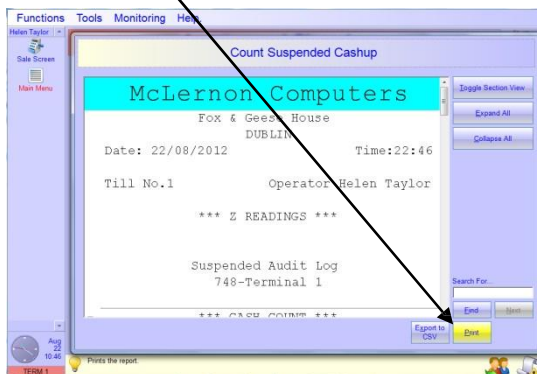 Functions Tools Monitoring Help
Helen Taylor
Sale Screen
Main Menu
Count Suspended Cashup
McLernon Computers
Fox & Geese House
DUBLIN
Date: 22/08/2012 Time:22:46
Till No.1 Operator Helen Taylor
*** Z READINGS ***
Suspended Audit Log
748-Terminal 1
*** CASH COUNT ***
Toggle Section View
Expand All
Collapse All
Search For...
Find Next
Export to CSV
Print
Aug
22
10:46
TERM 1
Prints the report.